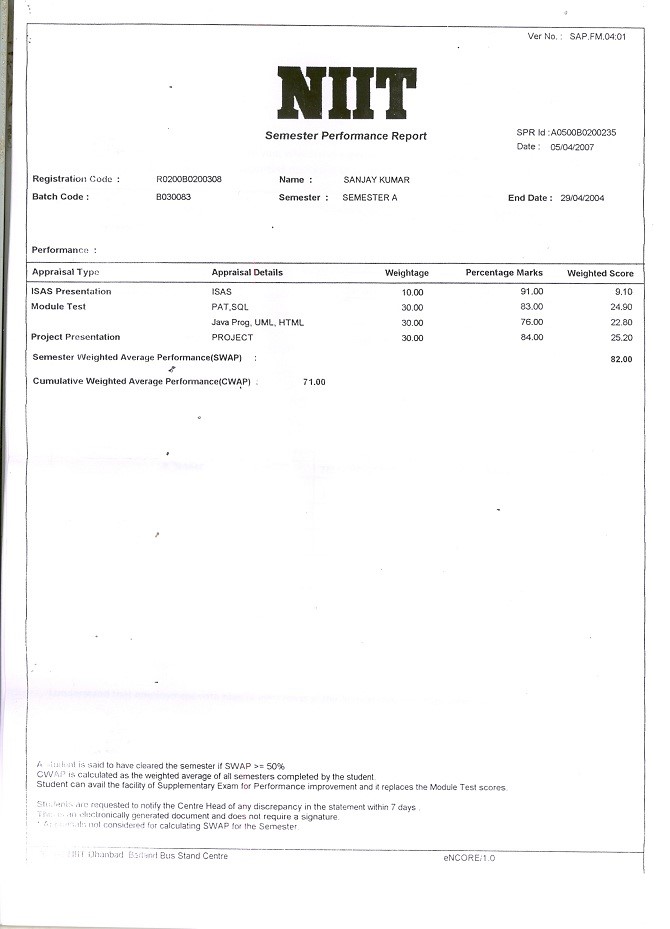 Ver No. : SAP.FM.04:01
NIIT
Semester Performance Report
SPR Id :A0500B0200235
Date : 05/04/2007
Registration Code : R0200B0200308 Name : SANJAY KUMAR
Batch Code : B030083 Semester : SEMESTER A End Date : 29/04/2004
Performance :
Appraisal Type Appraisal Details Weightage Percentage Marks Weighted Score
ISAS Presentation ISAS 10.00 91.00 9.10
Module Test PAT,SQL 30.00 83.00 24.90
Java Prog, UML, HTML 30.00 76.00 22.80
Project Presentation PROJECT 30.00 84.00 25.20
Semester Weighted Average Performance(SWAP) : 82.00
Cumulative Weighted Average Performance(CWAP) : 71.00
A student is said to have cleared the semester if SWAP >= 50%
CWAP is calculated as the weighted average of all semesters completed by the student.
Student can avail the facility of Supplementary Exam for Performance improvement and it replaces the Module Test scores.
Students are requested to notify the Centre Head of any discrepancy in the statement within 7 days .
This is an electronically generated document and does not require a signature.
* Appraisals not considered for calculating SWAP for the Semester.
NIIT Dhanbad Bus Stand Centre eNCORE/1.0